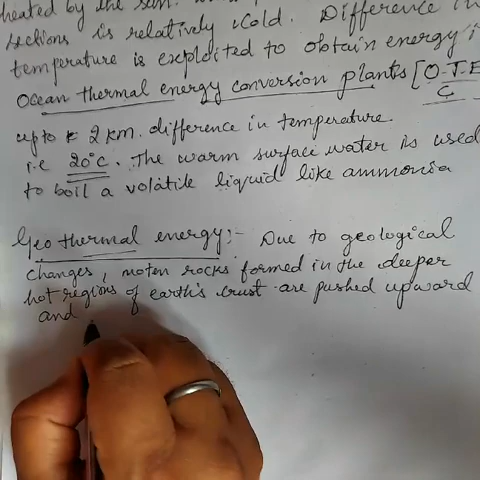 heated by the sun.
sections is relatively cold. Difference in
temperature is exploited to obtain energy i
Ocean thermal energy conversion plants [O.T.E
C
upto 2 km. difference in temperature.
i.e 20°C. The warm surface water is used
to boil a volatile liquid like ammonia
Geo thermal energy:- Due to geological
changes, moten rocks formed in the deeper
hot regions of earth's crust are pushed upward
and